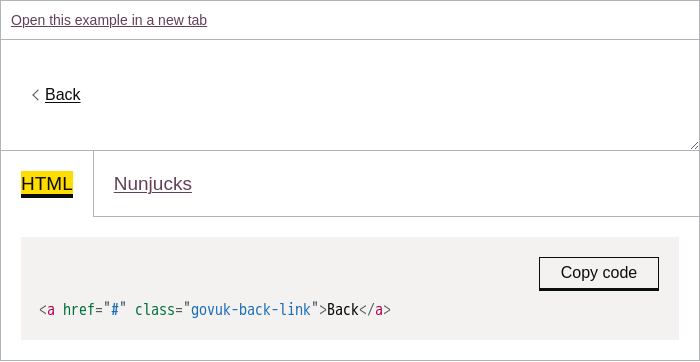 Open this example in a new tab
Back
HTML Nunjucks
Copy code
<a href="#" class="govuk-back-link">Back</a>